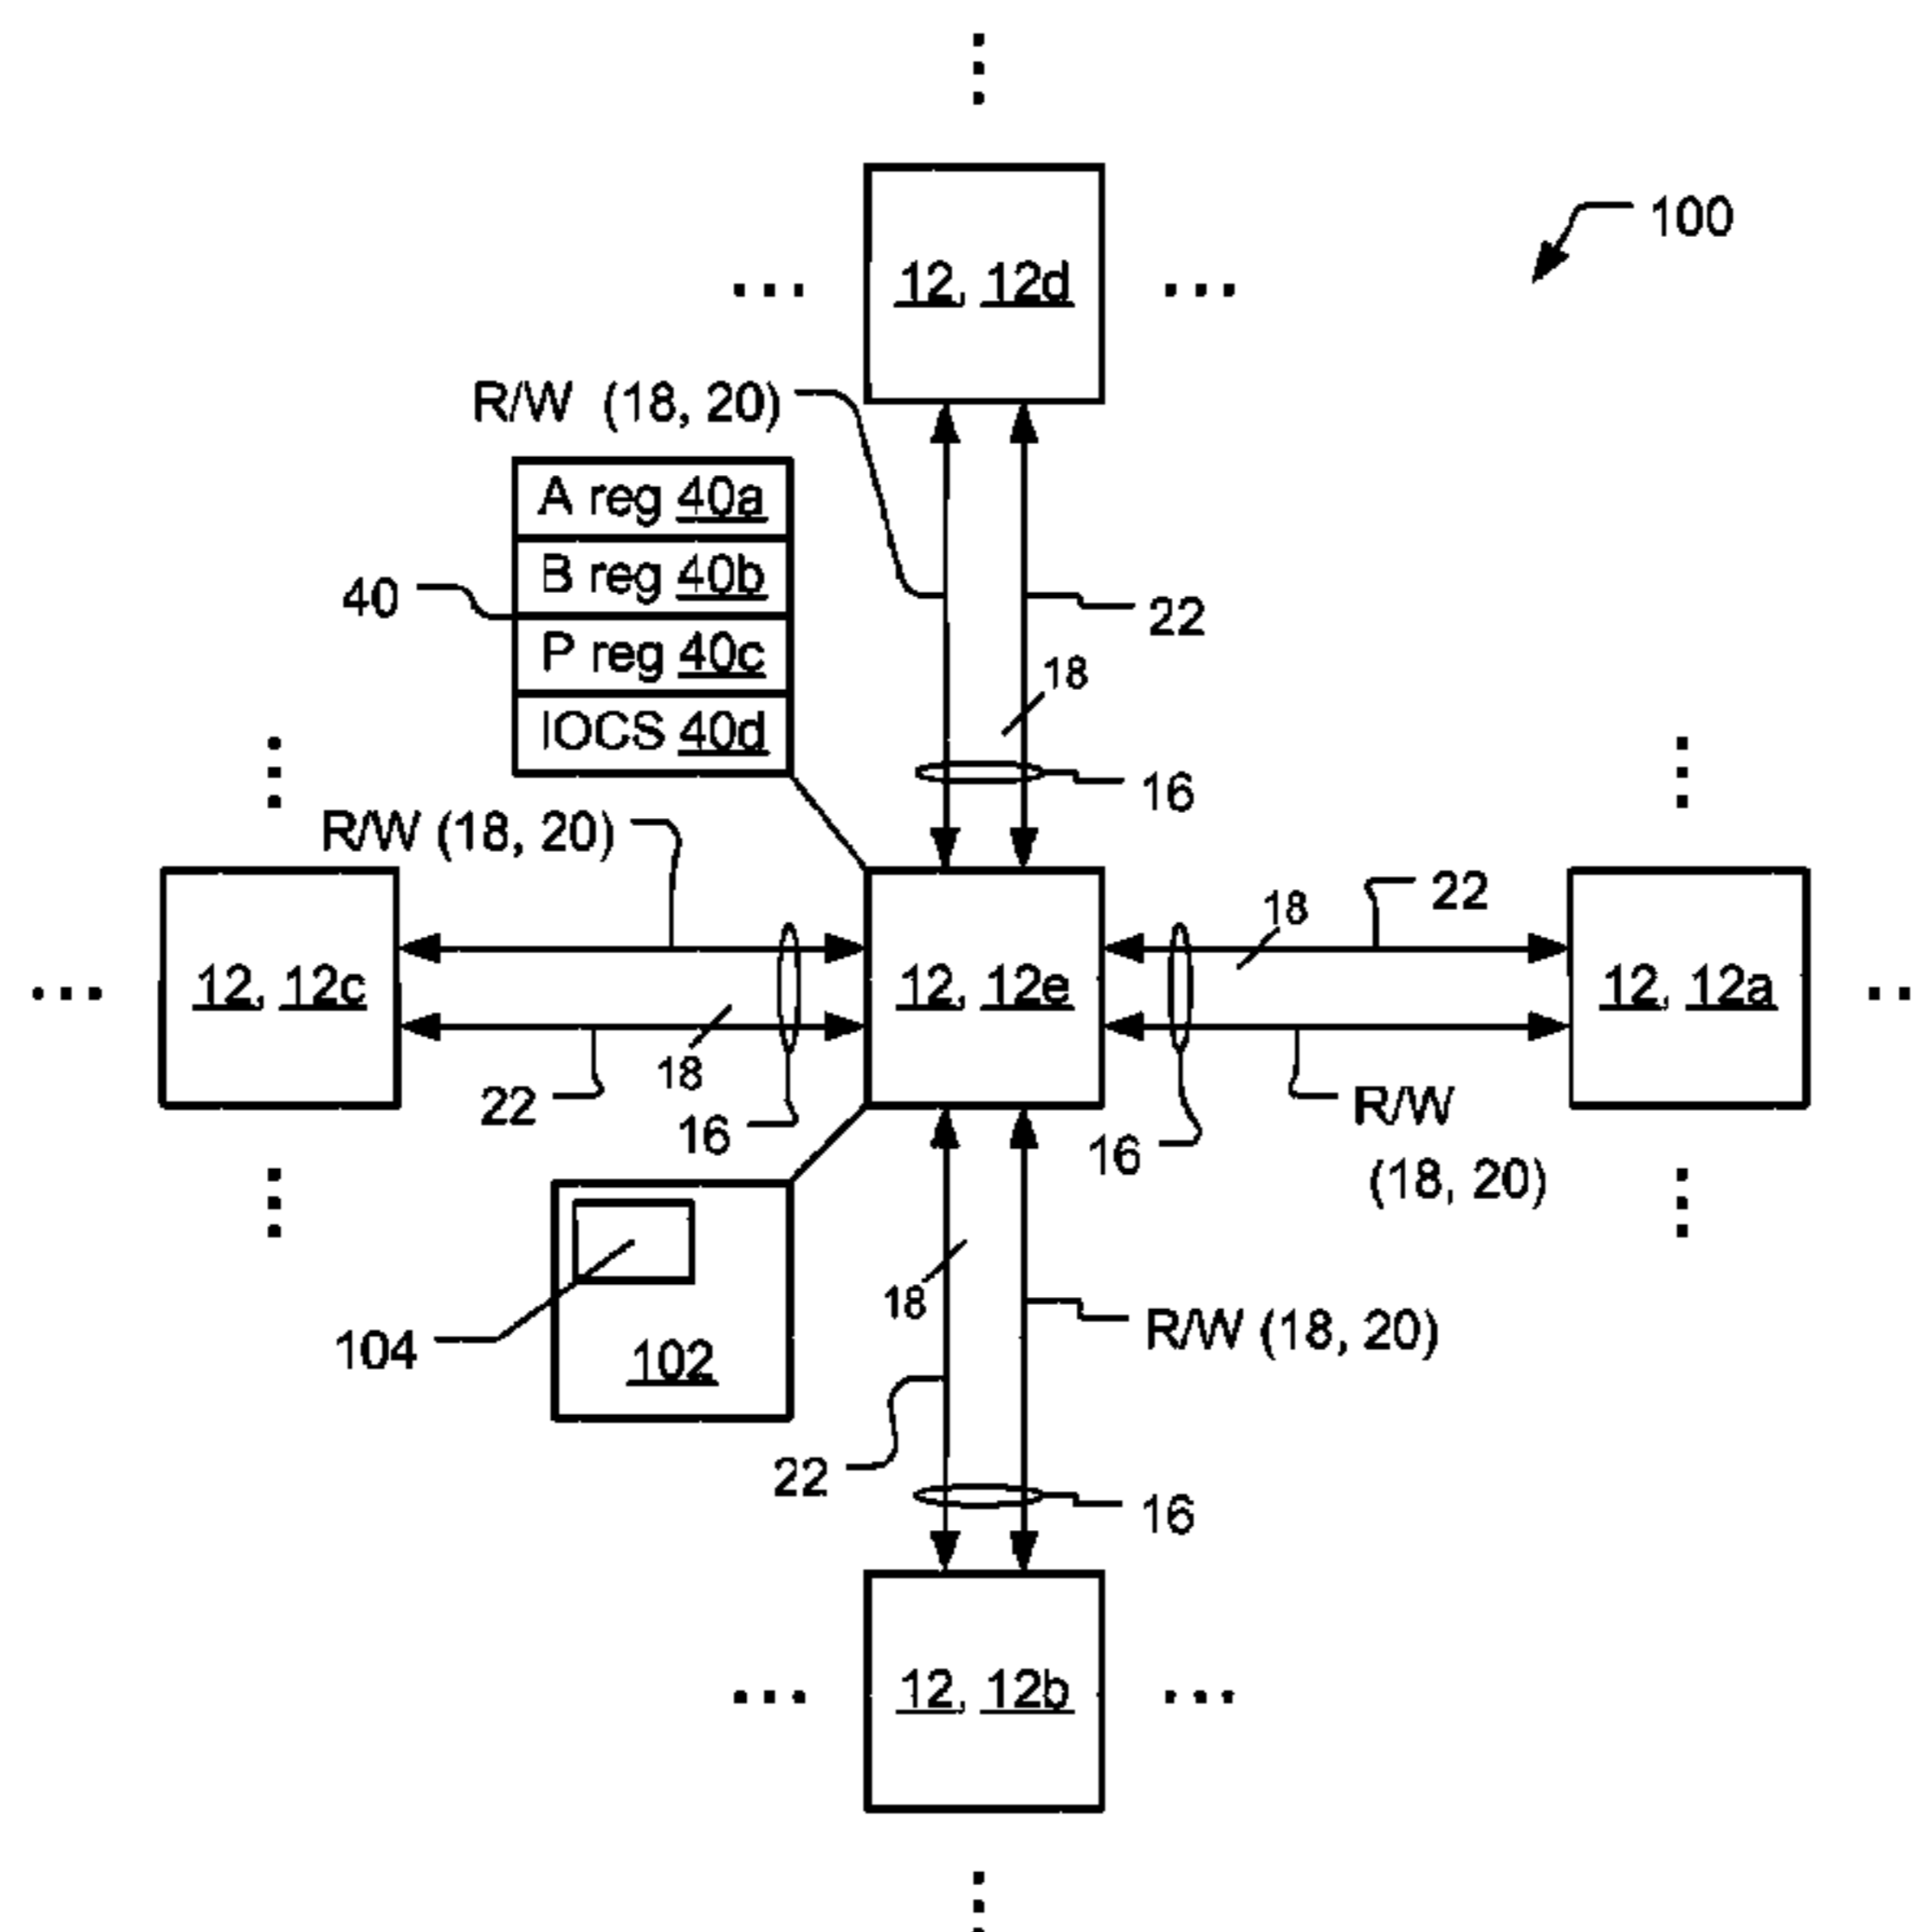 100
12, 12d
R/W (18, 20)
A reg 40a
B reg 40b
40
22
P reg 40c
18
IOCS 40d
16
R/W (18, 20)
18
22
12, 12c
12, 12e
12, 12a
18
22
16
16
R/W
(18, 20)
18
R/W (18, 20)
104
102
22
16
12, 12b